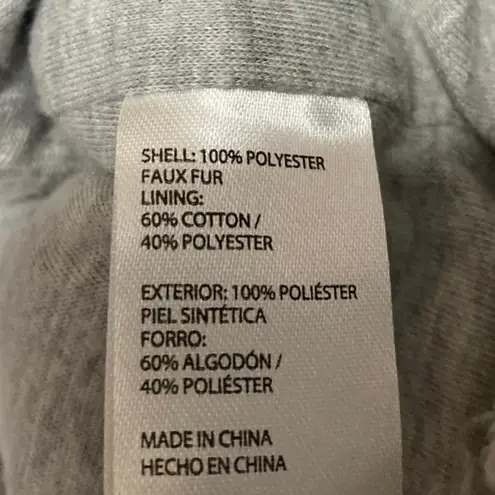 SHELL: 100% POLYESTER
FAUX FUR
LINING:
60% COTTON /
40% POLYESTER
EXTERIOR: 100% POLIÉSTER
PIEL SINTÉTICA
FORRO:
60% ALGODÓN /
40% POLIÉSTER
MADE IN CHINA
HECHO EN CHINA